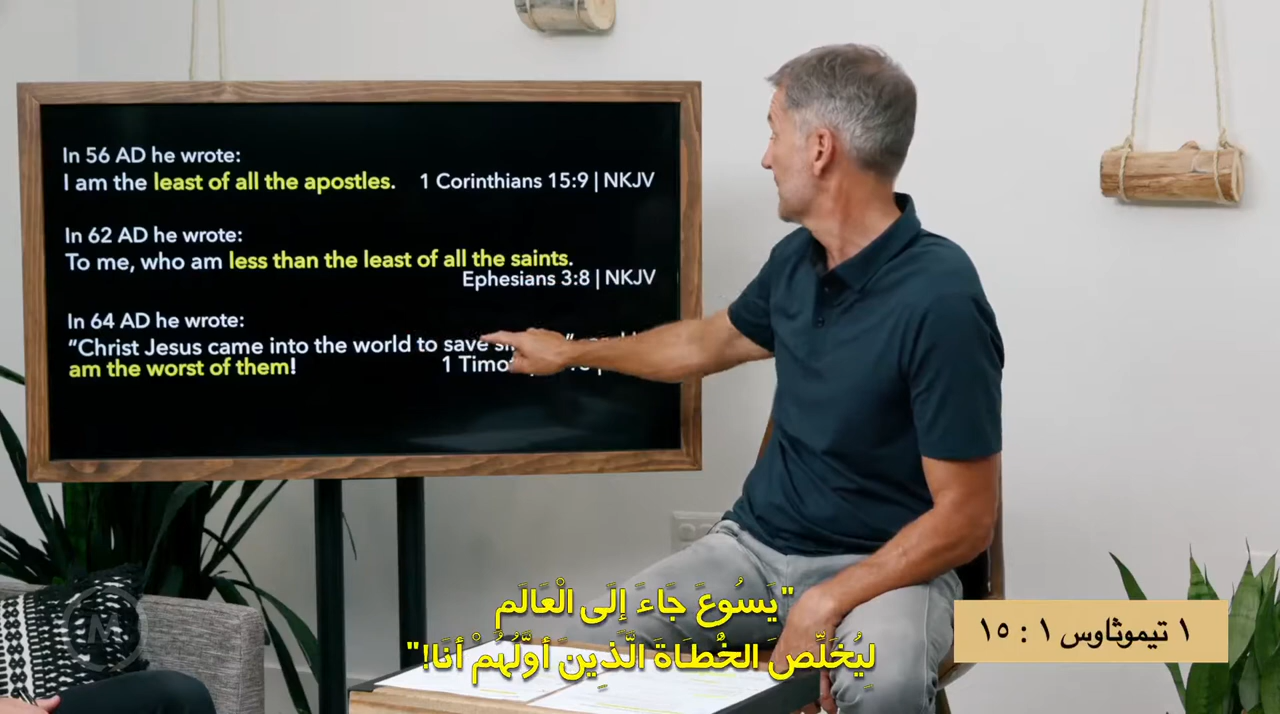 In 56 AD he wrote:
I am the least of all the apostles. 1 Corinthians 15:9 | NKJV
In 62 AD he wrote:
To me, who am less than the least of all the saints.
Ephesians 3:8 | NKJV
In 64 AD he wrote:
“Christ Jesus came into the world to save
am the worst of them! 1
"يَسُوعَ جَاءَ إِلَى الْعَالَمِ
لِيُخَلِّصَ الخُطَاةَ الَّذِينَ أَوَّلُهُمْ أَنَا!"
١ تيموثاوس ١ : ١٥
M